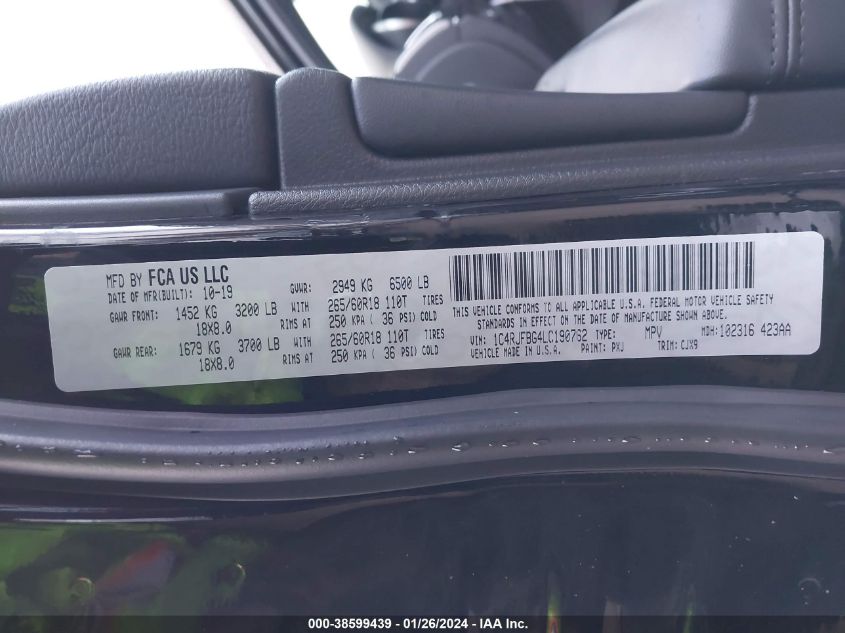 MFD BY FCA US LLC
DATE OF MFR(BUILT): 10-19 GVWR: 2949 KG 6500 LB
GAWR FRONT: 1452 KG 3200 LB WITH 265/60R18 110T TIRES
18X8.0 RIMS AT 250 KPA ( 36 PSI) COLD
GAWR REAR: 1679 KG 3700 LB WITH 265/60R18 110T TIRES
18X8.0 RIMS AT 250 KPA ( 36 PSI) COLD
THIS VEHICLE CONFORMS TO ALL APPLICABLE U.S.A. FEDERAL MOTOR VEHICLE SAFETY
STANDARDS IN EFFECT ON THE DATE OF MANUFACTURE SHOWN ABOVE.
VIN: 1C4RJFBG4LC190762 TYPE: MPV MDH: 102316 423AA
MADE IN U.S.A. PAINT: PXJ TRIM: CJX9
000-38599439 - 01/26/2024 - 1AA - IAA Inc.